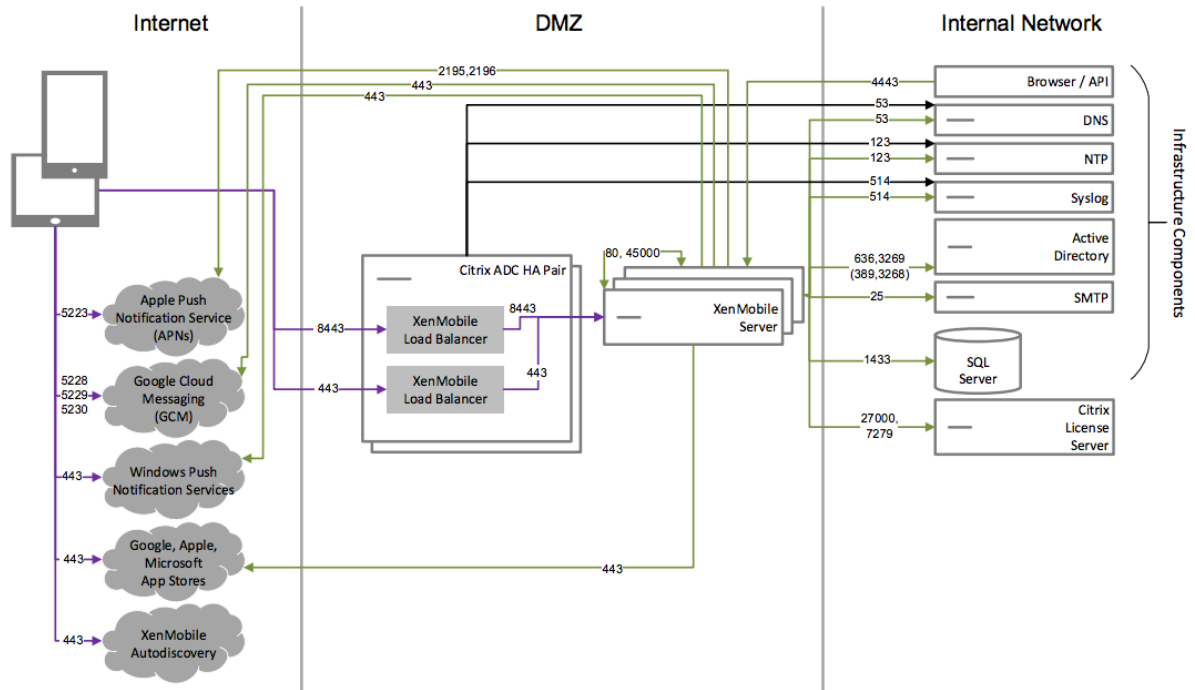 Internet
DMZ
Internal Network
2195,2196
443
443
4443
Browser / API
53
53
DNS
123
123
NTP
514
514
Syslog
636,3269
(389,3268)
Active
Directory
25
SMTP
1433
SQL
Server
27000,
7279
Citrix
License
Server
Infrastructure Components
80, 45000
Citrix ADC HA Pair
XenMobile
Server
8443
XenMobile
Load Balancer
8443
443
XenMobile
Load Balancer
443
5223
Apple Push
Notification Service
(APNs)
5228
5229
5230
Google Cloud
Messaging
(GCM)
443
Windows Push
Notification Services
443
Google, Apple,
Microsoft
App Stores
443
443
XenMobile
Autodiscovery